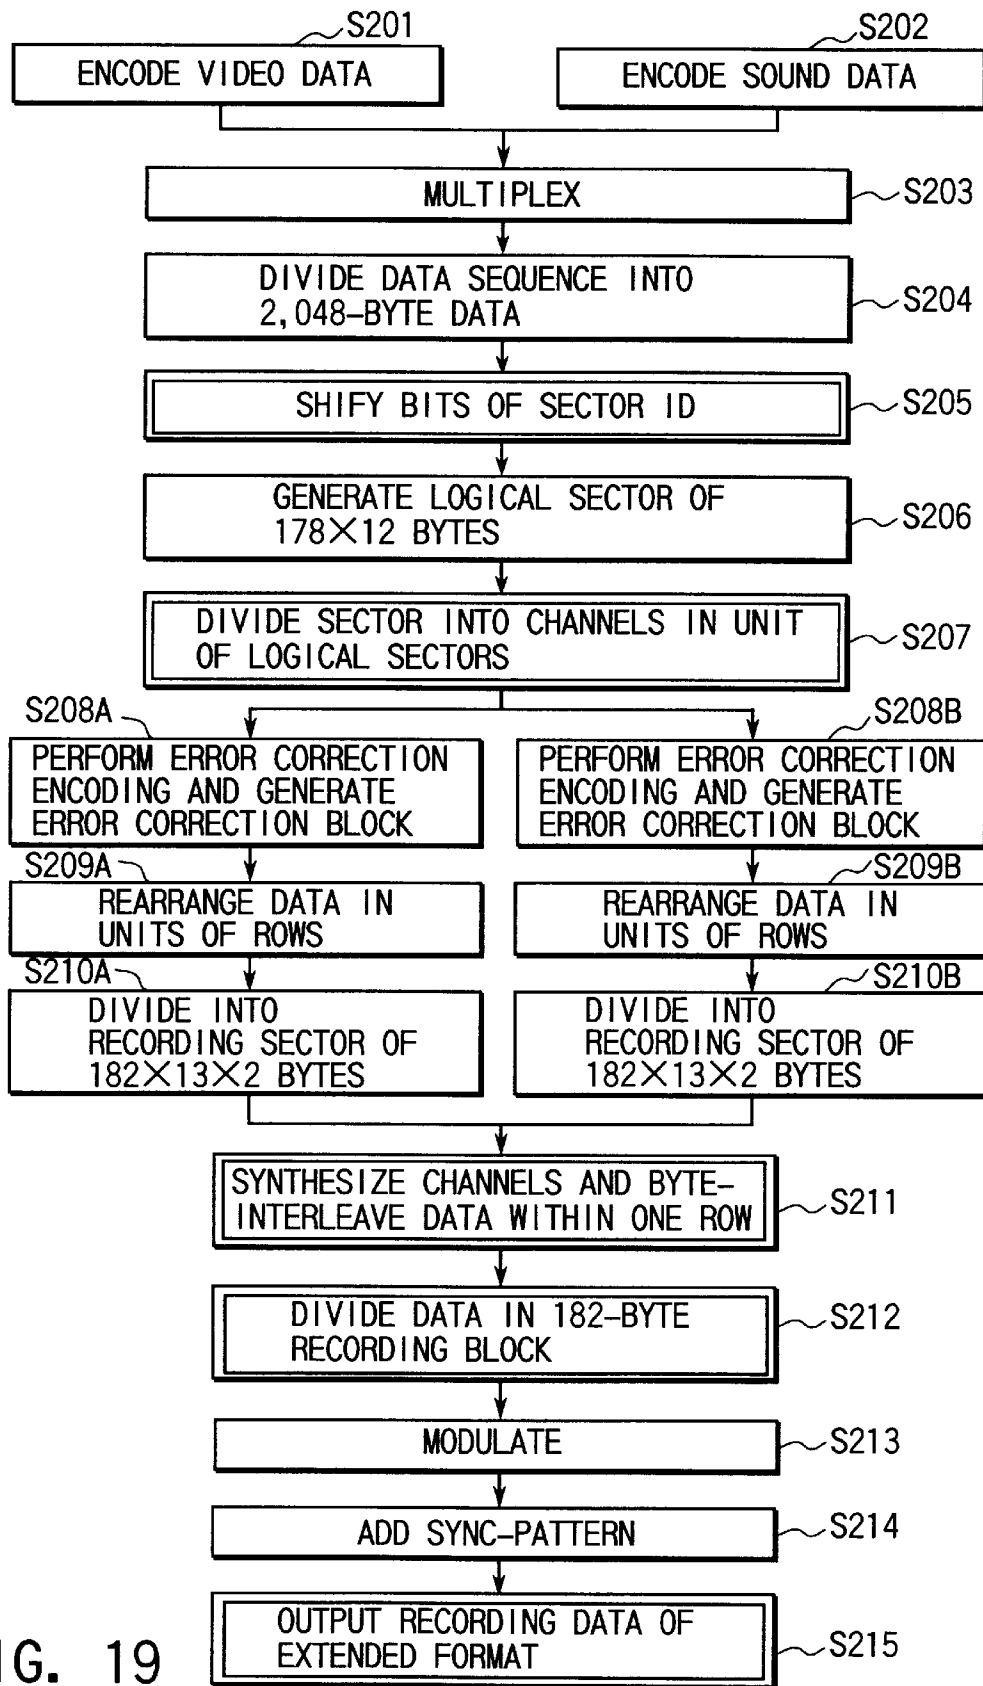 S201
S202
ENCODE VIDEO DATA
ENCODE SOUND DATA
MULTIPLEX
S203
DIVIDE DATA SEQUENCE INTO
2,048-BYTE DATA
S204
SHIFY BITS OF SECTOR ID
S205
GENERATE LOGICAL SECTOR OF
178×12 BYTES
S206
DIVIDE SECTOR INTO CHANNELS IN UNIT
OF LOGICAL SECTORS
S207
S208A
PERFORM ERROR CORRECTION
ENCODING AND GENERATE
ERROR CORRECTION BLOCK
S208B
PERFORM ERROR CORRECTION
ENCODING AND GENERATE
ERROR CORRECTION BLOCK
S209A
REARRANGE DATA IN
UNITS OF ROWS
S209B
REARRANGE DATA IN
UNITS OF ROWS
S210A
DIVIDE INTO
RECORDING SECTOR OF
182×13×2 BYTES
S210B
DIVIDE INTO
RECORDING SECTOR OF
182×13×2 BYTES
SYNTHESIZE CHANNELS AND BYTE-
INTERLEAVE DATA WITHIN ONE ROW
S211
DIVIDE DATA IN 182-BYTE
RECORDING BLOCK
S212
MODULATE
S213
ADD SYNC-PATTERN
S214
OUTPUT RECORDING DATA OF
EXTENDED FORMAT
S215
IG. 19